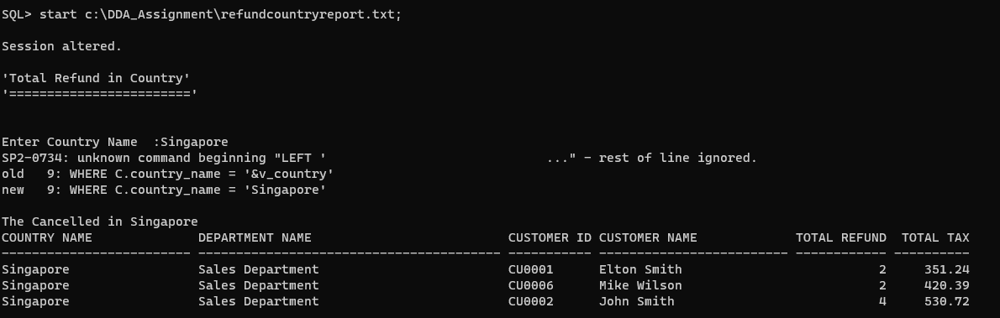 SQL> start c:\DDA_Assignment\refundcountryreport.txt;
Session altered.
'Total Refund in Country'
'========================'
Enter Country Name  :Singapore
SP2-0734: unknown command beginning "LEFT '                             ..." - rest of line ignored.
old   9: WHERE C.country_name = '&v_country'
new   9: WHERE C.country_name = 'Singapore'
The Cancelled in Singapore
COUNTRY NAME              DEPARTMENT NAME                          CUSTOMER ID CUSTOMER NAME             TOTAL REFUND  TOTAL TAX
------------------------- ---------------------------------------- ----------- ------------------------- ------------ ----------
Singapore                 Sales Department                         CU0001      Elton Smith                          2     351.24
Singapore                 Sales Department                         CU0006      Mike Wilson                          2     420.39
Singapore                 Sales Department                         CU0002      John Smith                           4     530.72